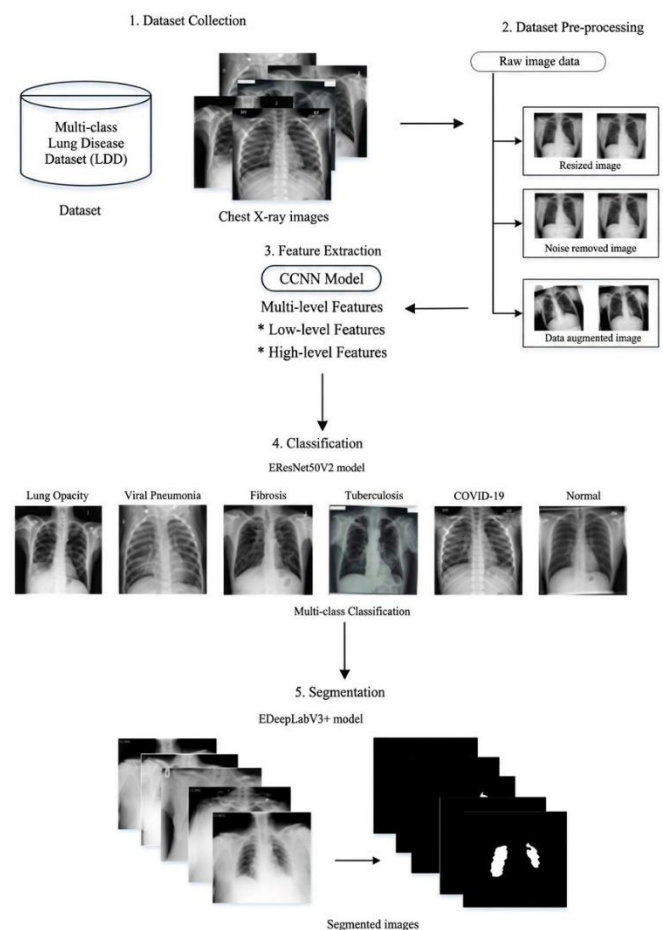 1. Dataset Collection
Multi-class
Lung Disease
Dataset (LDD)
Dataset
Chest X-ray images
2. Dataset Pre-processing
Raw image data
Resized image
Noise removed image
Data augmented image
3. Feature Extraction
CCNN Model
Multi-level Features
* Low-level Features
* High-level Features
4. Classification
EResNet50V2 model
Lung Opacity
Viral Pneumonia
Fibrosis
Tuberculosis
COVID-19
Normal
Multi-class Classification
5. Segmentation
EDeepLabV3+ model
Segmented images